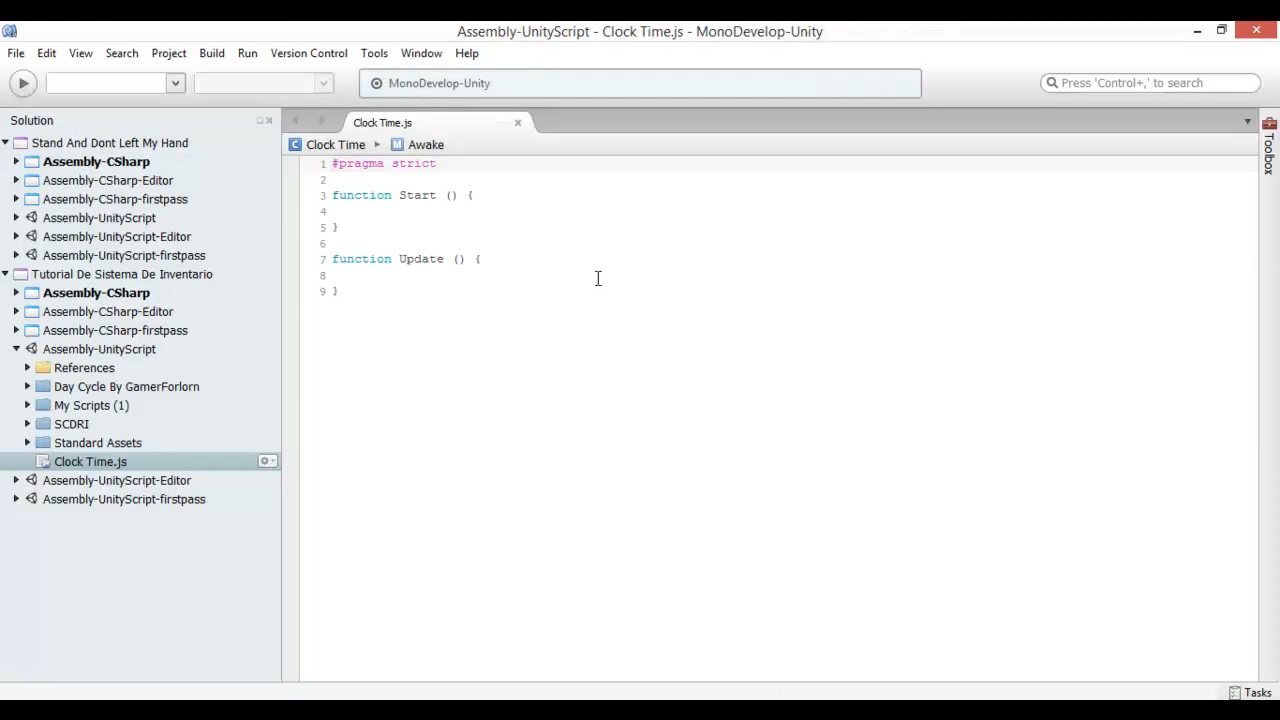 Assembly-UnityScript - Clock Time.js - MonoDevelop-Unity
File Edit View Search Project Build Run Version Control Tools Window Help
MonoDevelop-Unity
Press 'Control+,' to search
Solution
Stand And Dont Left My Hand
Assembly-CSharp
Assembly-CSharp-Editor
Assembly-CSharp-firstpass
Assembly-UnityScript
Assembly-UnityScript-Editor
Assembly-UnityScript-firstpass
Tutorial De Sistema De Inventario
Assembly-CSharp
Assembly-CSharp-Editor
Assembly-CSharp-firstpass
Assembly-UnityScript
References
Day Cycle By GamerForlorn
My Scripts (1)
SCDRI
Standard Assets
Clock Time.js
Assembly-UnityScript-Editor
Assembly-UnityScript-firstpass
Clock Time.js
C Clock Time M Awake
1 #pragma strict
2
3 function Start () {
4
5 }
6
7 function Update () {
8
9 }
Toolbox
Tasks